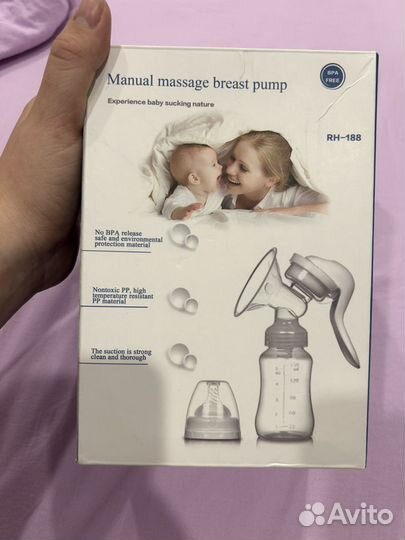 Manual massage breast pump
BPA
FREE
Experience baby sucking nature
RH-188
No BPA release
safe and environmental
protection material
Nontoxic PP, high
temperature resistant
PP material
The suction is strong
clean and thorough
Avito